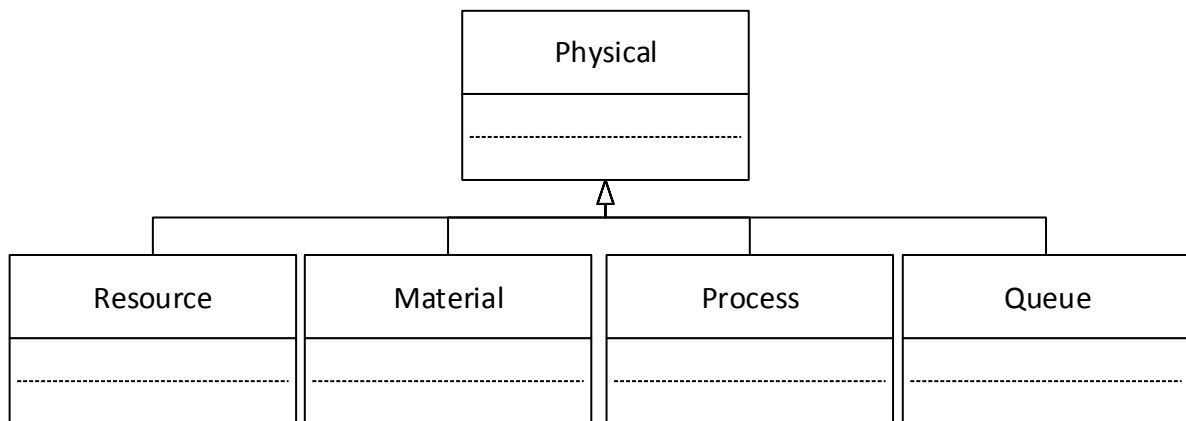 Physical
Resource
Material
Process
Queue